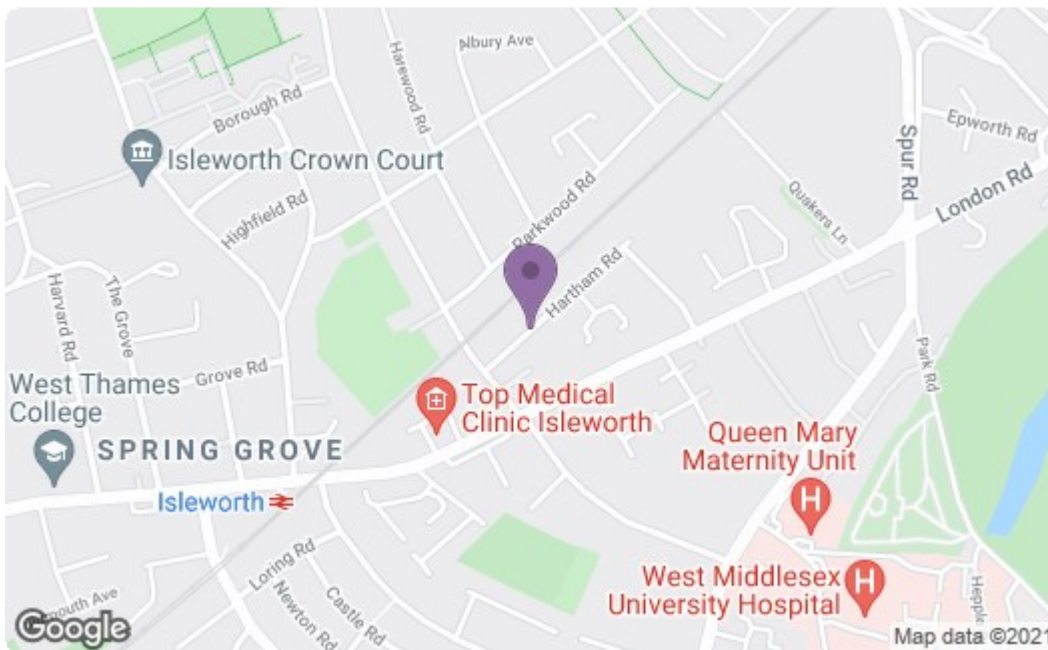 Albury Ave
Harewood Rd
Borough Rd
Epworth Rd
Isleworth Crown Court
Spur Rd
London Rd
Parkwood Rd
Quakers Ln
Highfield Rd
Hartham Rd
Harvard Rd
The Grove
Park Rd
Grove Rd
West Thames
College
Top Medical
Clinic Isleworth
SPRING GROVE
Queen Mary
Maternity Unit
Isleworth
Loring Rd
West Middlesex
University Hospital
Newton Rd
Castle Rd
mouth Ave
Hepple
Google
Map data ©2021
H
H